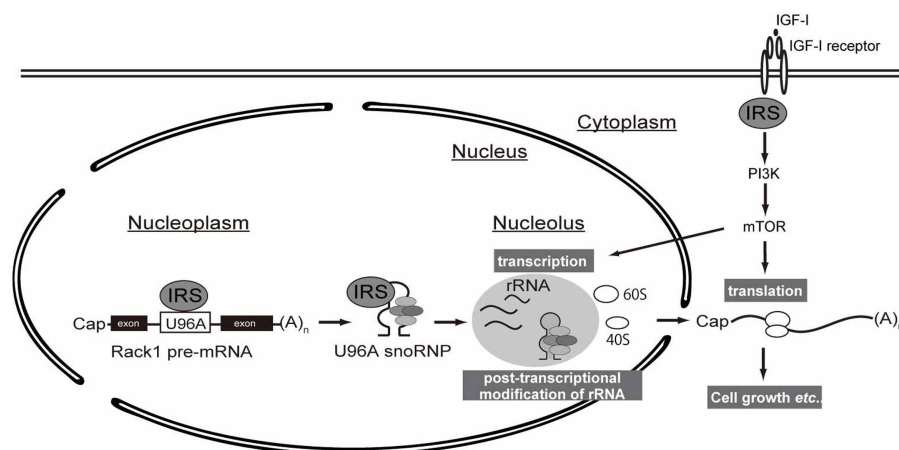 IGF-I
IGF-I receptor
IRS
Cytoplasm
Nucleus
PI3K
Nucleoplasm
Nucleolus
mTOR
transcription
translation
IRS
IRS
rRNA
60S
Cap
exon
U96A
exon
(A)n
40S
Cap
(A)
Rack1 pre-mRNA
U96A snoRNP
post-transcriptional
modification of rRNA
Cell growth etc..